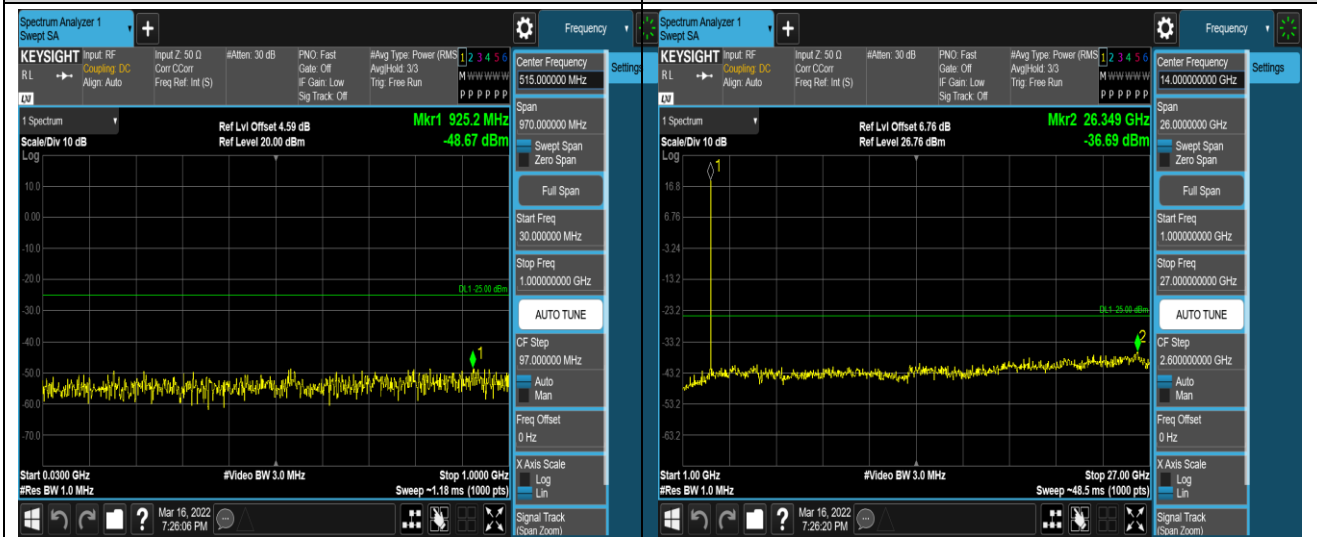 Spectrum Analyzer 1
Swept SA
Frequency
KEYSIGHT
RL
LXI
Input: RF
Coupling: DC
Align: Auto
Input Z: 50 Ω
Corr CCorr
Freq Ref: Int (S)
#Atten: 30 dB
PNO: Fast
Gate: Off
IF Gain: Low
Sig Track: Off
#Avg Type: Power (RMS
Avg|Hold: 3/3
Trig: Free Run
1 2 3 4 5 6
M W W W W W
P P P P P P
Center Frequency
515.000000 MHz
Settings
Span
970.000000 MHz
Swept Span
Zero Span
Full Span
Start Freq
30.000000 MHz
Stop Freq
1.000000000 GHz
AUTO TUNE
CF Step
97.000000 MHz
Auto
Man
Freq Offset
0 Hz
X Axis Scale
Log
Lin
Signal Track
(Span Zoom)
1 Spectrum
Scale/Div 10 dB
Log
Ref Lvl Offset 4.59 dB
Ref Level 20.00 dBm
Mkr1 925.2 MHz
-48.67 dBm
10.0
0.00
-10.0
-20.0
DL1 -25.00 dBm
-30.0
-40.0
1
-50.0
-60.0
-70.0
Start 0.0300 GHz
#Video BW 3.0 MHz
Stop 1.0000 GHz
#Res BW 1.0 MHz
Sweep ~1.18 ms (1000 pts)
Mar 16, 2022
7:26:06 PM
Spectrum Analyzer 1
Swept SA
Frequency
KEYSIGHT
RL
LXI
Input: RF
Coupling: DC
Align: Auto
Input Z: 50 Ω
Corr CCorr
Freq Ref: Int (S)
#Atten: 30 dB
PNO: Fast
Gate: Off
IF Gain: Low
Sig Track: Off
#Avg Type: Power (RMS
Avg|Hold: 3/3
Trig: Free Run
1 2 3 4 5 6
M W W W W W
P P P P P P
Center Frequency
14.000000000 GHz
Settings
Span
26.0000000 GHz
Swept Span
Zero Span
Full Span
Start Freq
1.000000000 GHz
Stop Freq
27.000000000 GHz
AUTO TUNE
CF Step
2.600000000 GHz
Auto
Man
Freq Offset
0 Hz
X Axis Scale
Log
Lin
Signal Track
(Span Zoom)
1 Spectrum
Scale/Div 10 dB
Log
Ref Lvl Offset 6.76 dB
Ref Level 26.76 dBm
Mkr2 26.349 GHz
-36.69 dBm
1
16.8
6.76
-3.24
-13.2
-23.2
DL1 -25.00 dBm
-33.2
2
-43.2
-53.2
-63.2
Start 1.00 GHz
#Video BW 3.0 MHz
Stop 27.00 GHz
#Res BW 1.0 MHz
Sweep ~48.5 ms (1000 pts)
Mar 16, 2022
7:26:20 PM